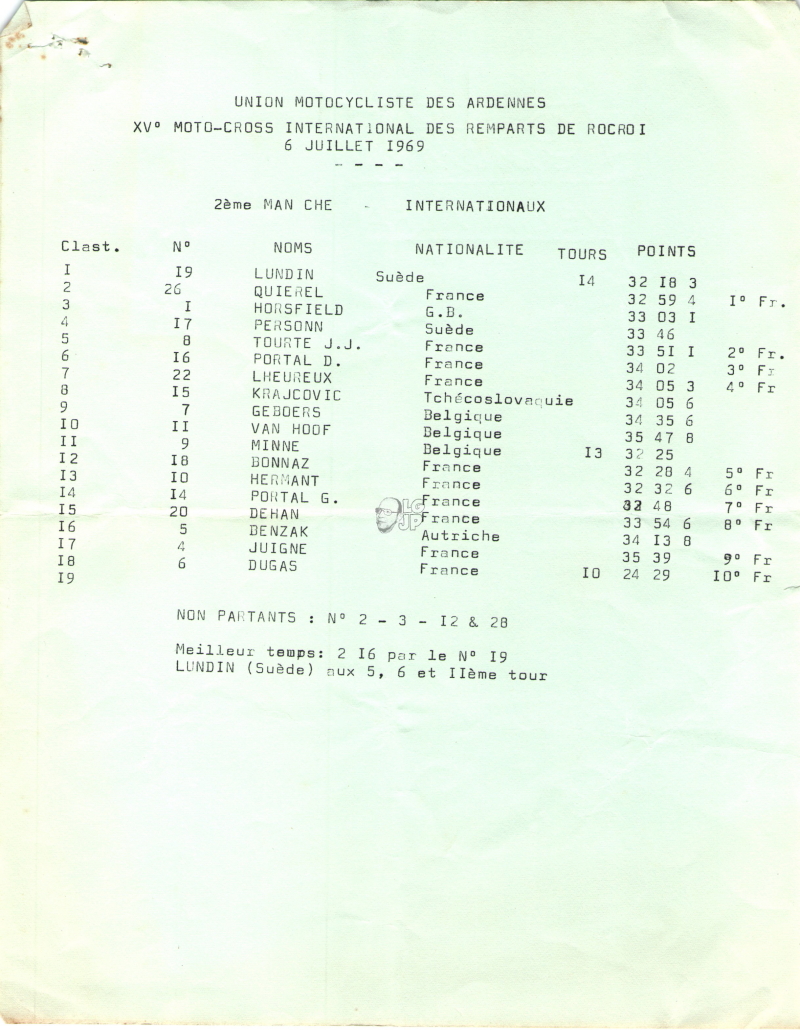 UNION MOTOCYCLISTE DES ARDENNES
XV° MOTO-CROSS INTERNATIONAL DES REMPARTS DE ROCROI
6 JUILLET I969
- - - -
2ème MAN CHE - INTERNATIONAUX
Clast. N° NOMS NATIONALITE TOURS POINTS
I I9 LUNDIN Suède I4 32 I8 3
2 26 QUIEREL France 32 59 4 I° Fr.
3 I HORSFIELD G.B. 33 03 I
4 I7 PERSONN Suède 33 46
5 8 TOURTE J.J. France 33 5I I 2° Fr.
6 I6 PORTAL D. France 34 02 3° Fr
7 22 LHEUREUX France 34 05 3 4° Fr
8 I5 KRAJCOVIC Tchécoslovaquie 34 05 6
9 7 GEBOERS Belgique 34 35 6
IO II VAN HOOF Belgique 35 47 8
II 9 MINNE Belgique I3 32 25
I2 I8 BONNAZ France 32 28 4 5° Fr
I3 IO HERMANT France 32 32 6 6° Fr
I4 I4 PORTAL G. France 32 48 7° Fr
I5 20 DEHAN France 33 54 6 8° Fr
I6 5 BENZAK Autriche 34 I3 8
I7 4 JUIGNE France 35 39 9° Fr
I8 6 DUGAS France IO 24 29 IO° Fr
I9
NON PARTANTS : N° 2 - 3 - I2 & 28
Meilleur temps: 2 I6 par le N° I9
LUNDIN (Suède) aux 5, 6 et IIème tour
LG
JP